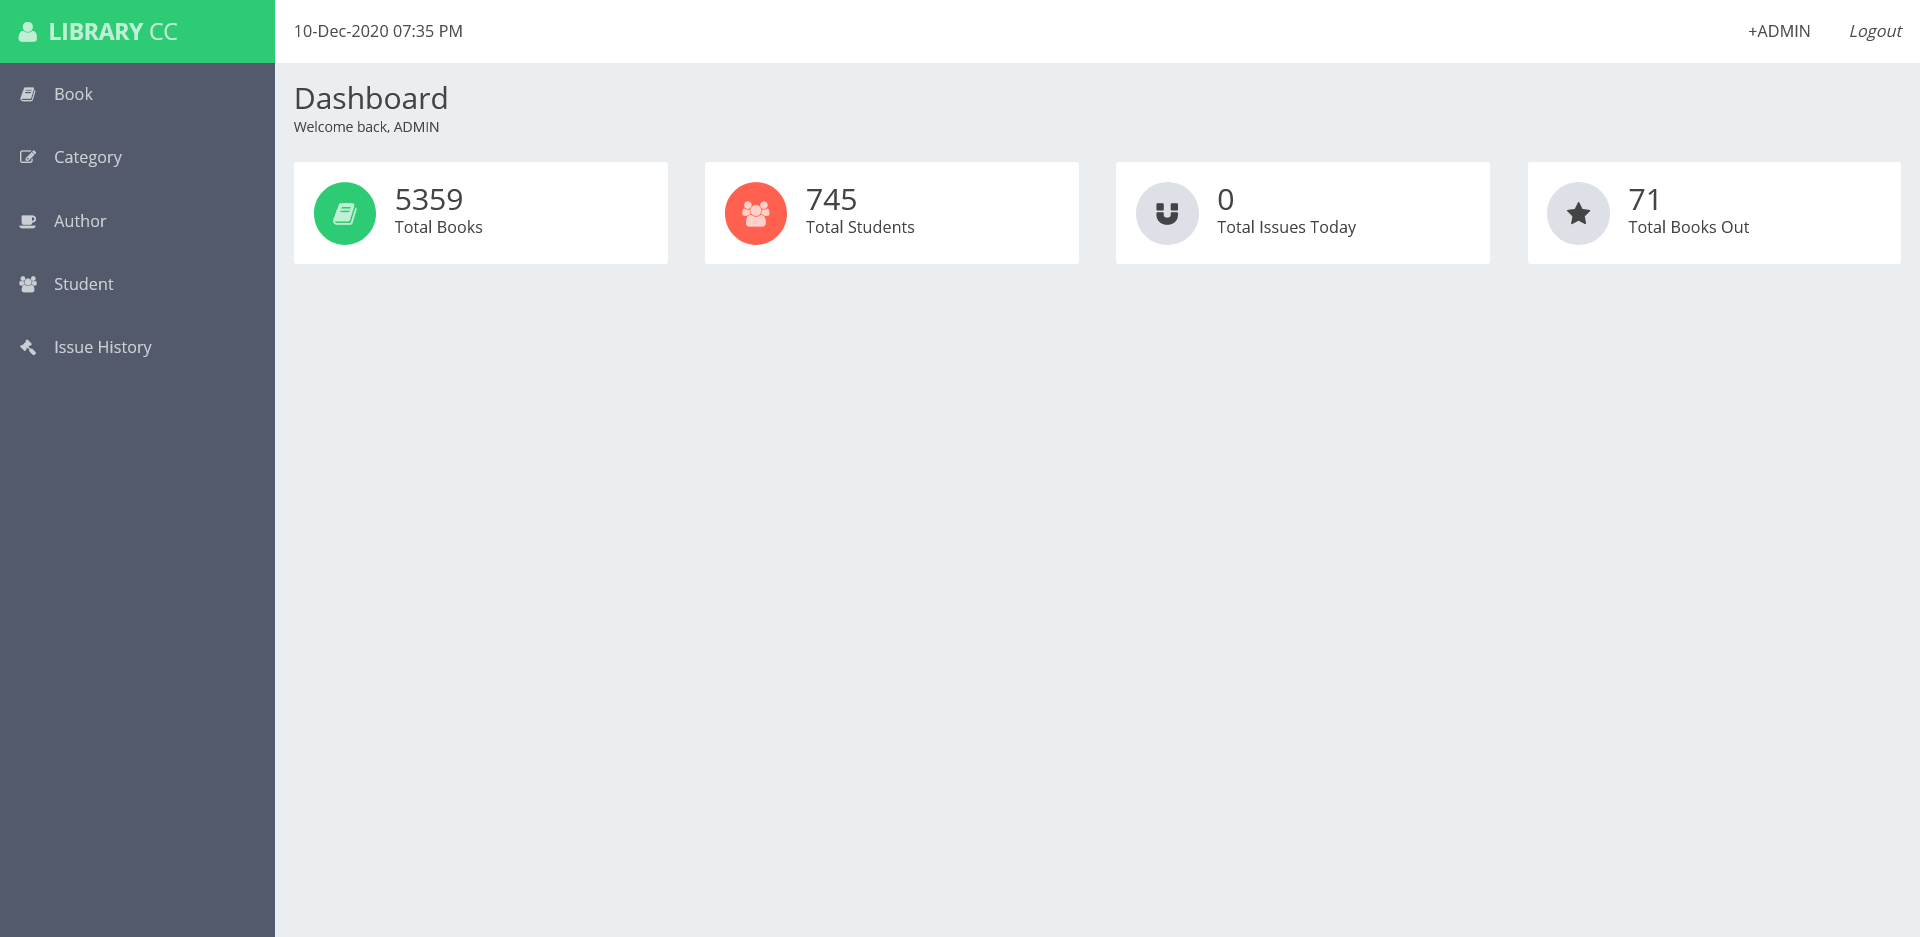 LIBRARY CC
10-Dec-2020 07:35 PM
+ADMIN
Logout
Book
Category
Author
Student
Issue History
Dashboard
Welcome back, ADMIN
5359
Total Books
745
Total Students
0
Total Issues Today
71
Total Books Out